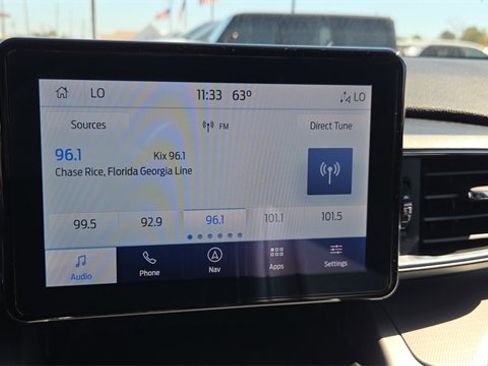 LO 11:33 63° LO
Sources FM Direct Tune
96.1 Kix 96.1
Chase Rice, Florida Georgia Line
99.5 92.9 96.1 101.1 101.5
Audio Phone Nav Apps Settings